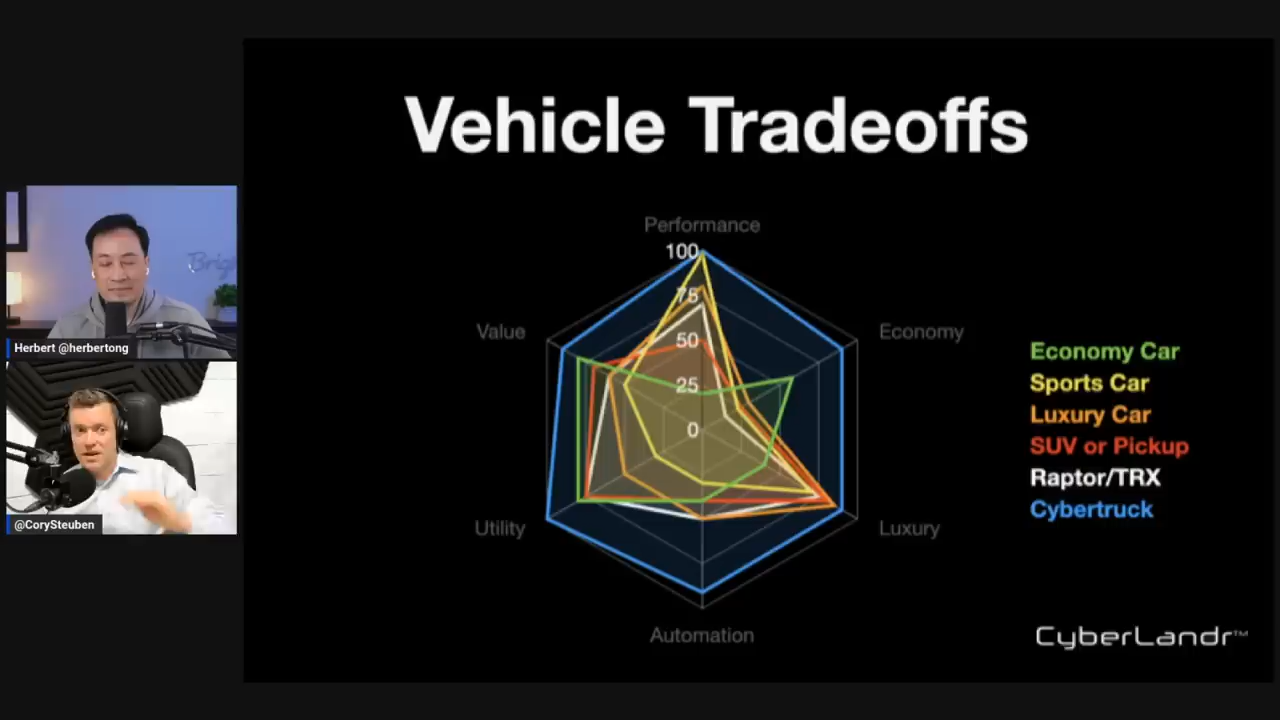 Vehicle Tradeoffs
Performance
100
75
50
25
0
Value
Economy
Utility
Luxury
Automation
Economy Car
Sports Car
Luxury Car
SUV or Pickup
Raptor/TRX
Cybertruck
CyberLandr™
Herbert @herbertong
@CorySteuben